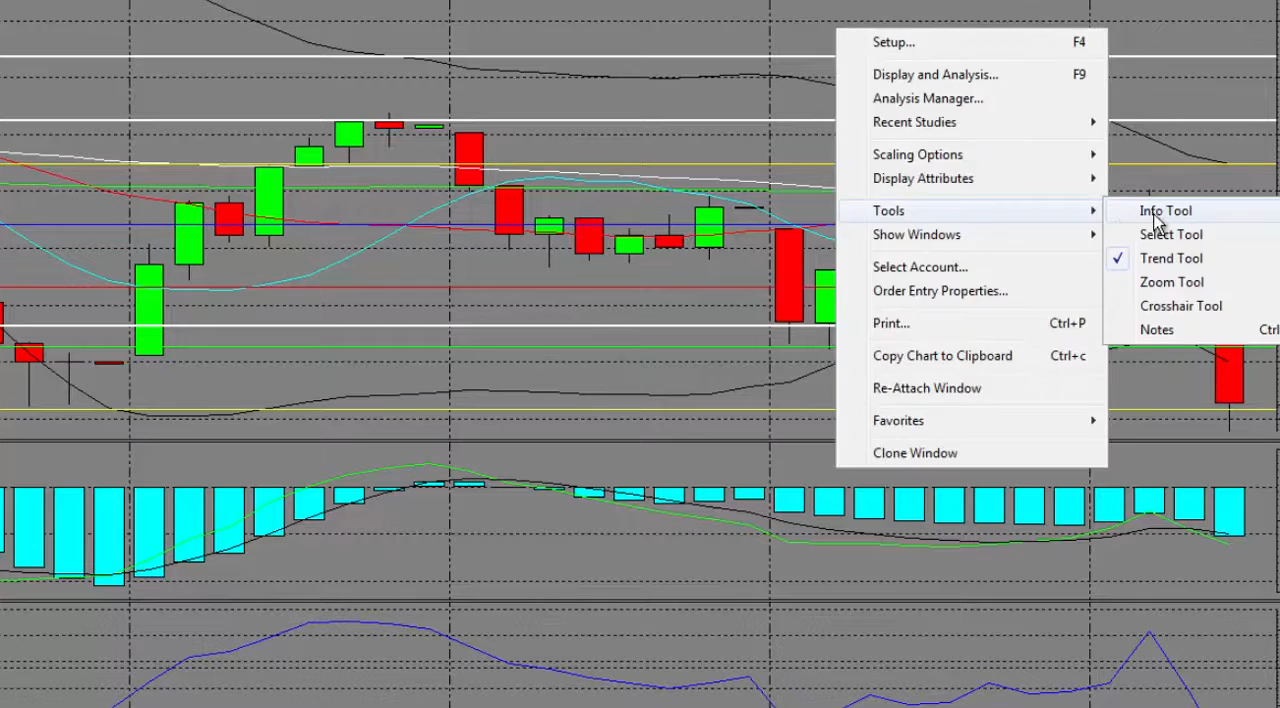 Setup... F4
Display and Analysis... F9
Analysis Manager...
Recent Studies
Scaling Options
Display Attributes
Tools
Show Windows
Select Account...
Order Entry Properties...
Print... Ctrl+P
Copy Chart to Clipboard Ctrl+c
Re-Attach Window
Favorites
Clone Window
Info Tool
Select Tool
Trend Tool
Zoom Tool
Crosshair Tool
Notes Ctrl